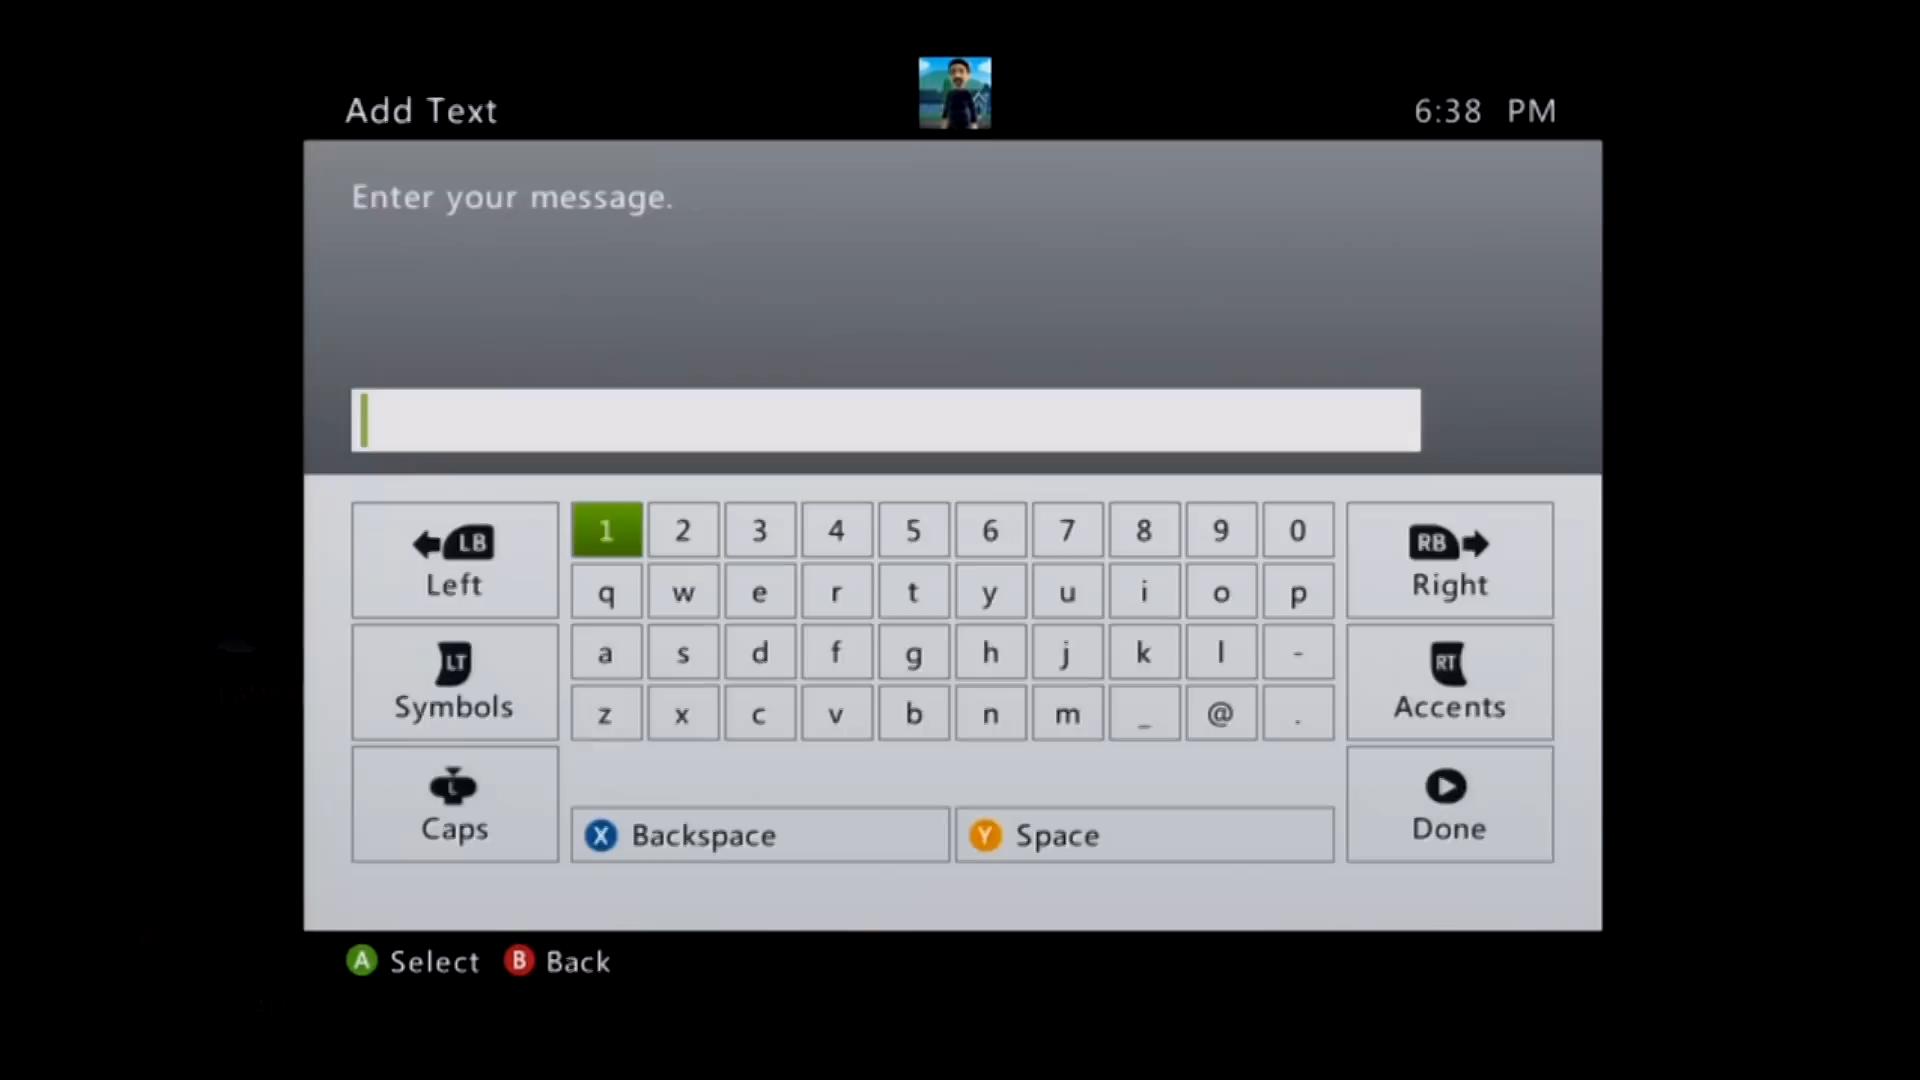 Add Text
6:38 PM
Enter your message.
LB
Left
1 2 3 4 5 6 7 8 9 0
RB
Right
q w e r t y u i o p
LT
Symbols
a s d f g h j k l -
RT
Accents
z x c v b n m _ @ .
L
Caps
X Backspace
Y Space
Done
A Select B Back